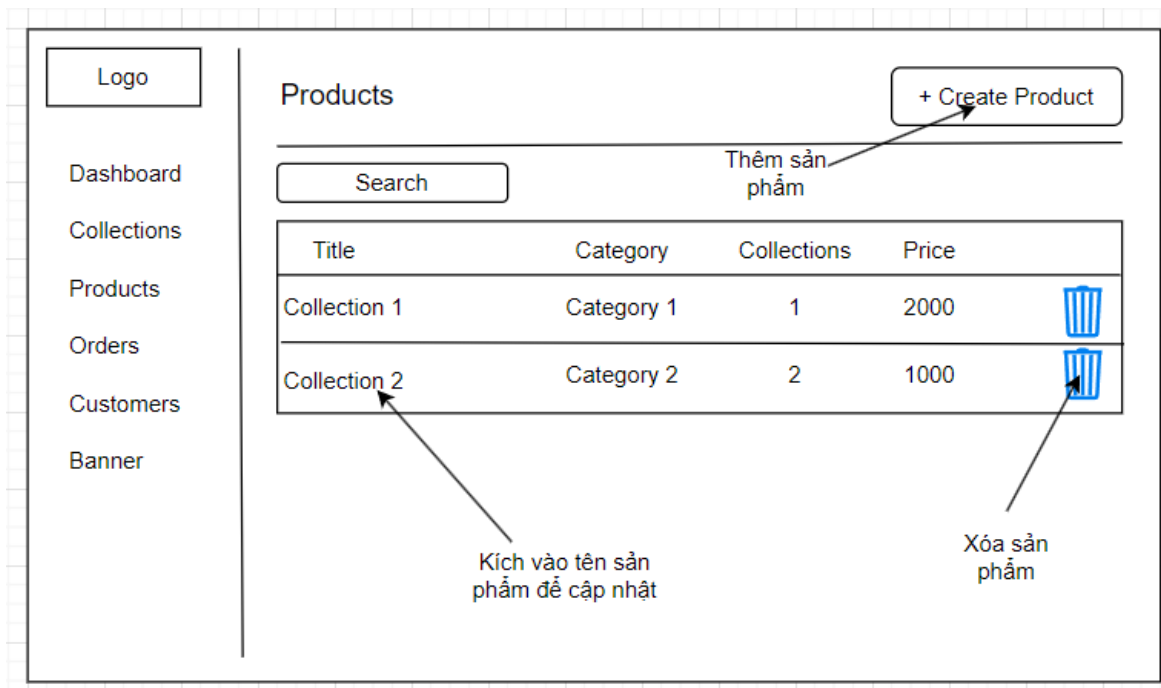 Logo
Products
+ Create Product
Thêm sản
phẩm
Dashboard
Collections
Products
Orders
Customers
Banner
Search
Title Category Collections Price
Collection 1 Category 1 1 2000
Collection 2 Category 2 2 1000
Kích vào tên sản
phẩm để cập nhật
Xóa sản
phẩm